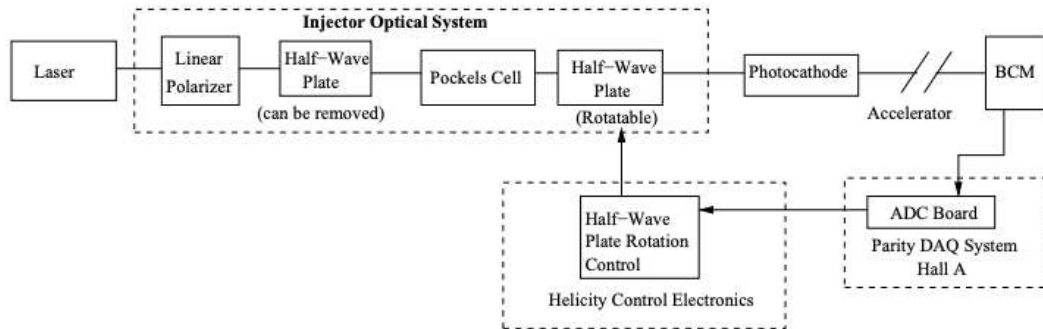 Injector Optical System
Laser
Linear
Polarizer
Half-Wave
Plate
(can be removed)
Pockels Cell
Half-Wave
Plate
(Rotatable)
Photocathode
Accelerator
BCM
Half-Wave
Plate Rotation
Control
Helicity Control Electronics
ADC Board
Parity DAQ System
Hall A